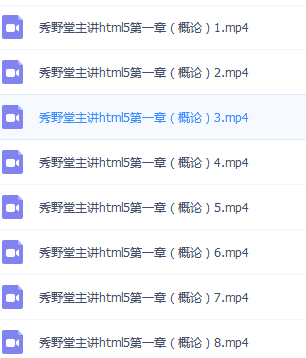 秀野堂主讲html5第一章（概论）1.mp4
秀野堂主讲html5第一章（概论）2.mp4
秀野堂主讲html5第一章（概论）3.mp4
秀野堂主讲html5第一章（概论）4.mp4
秀野堂主讲html5第一章（概论）5.mp4
秀野堂主讲html5第一章（概论）6.mp4
秀野堂主讲html5第一章（概论）7.mp4
秀野堂主讲html5第一章（概论）8.mp4